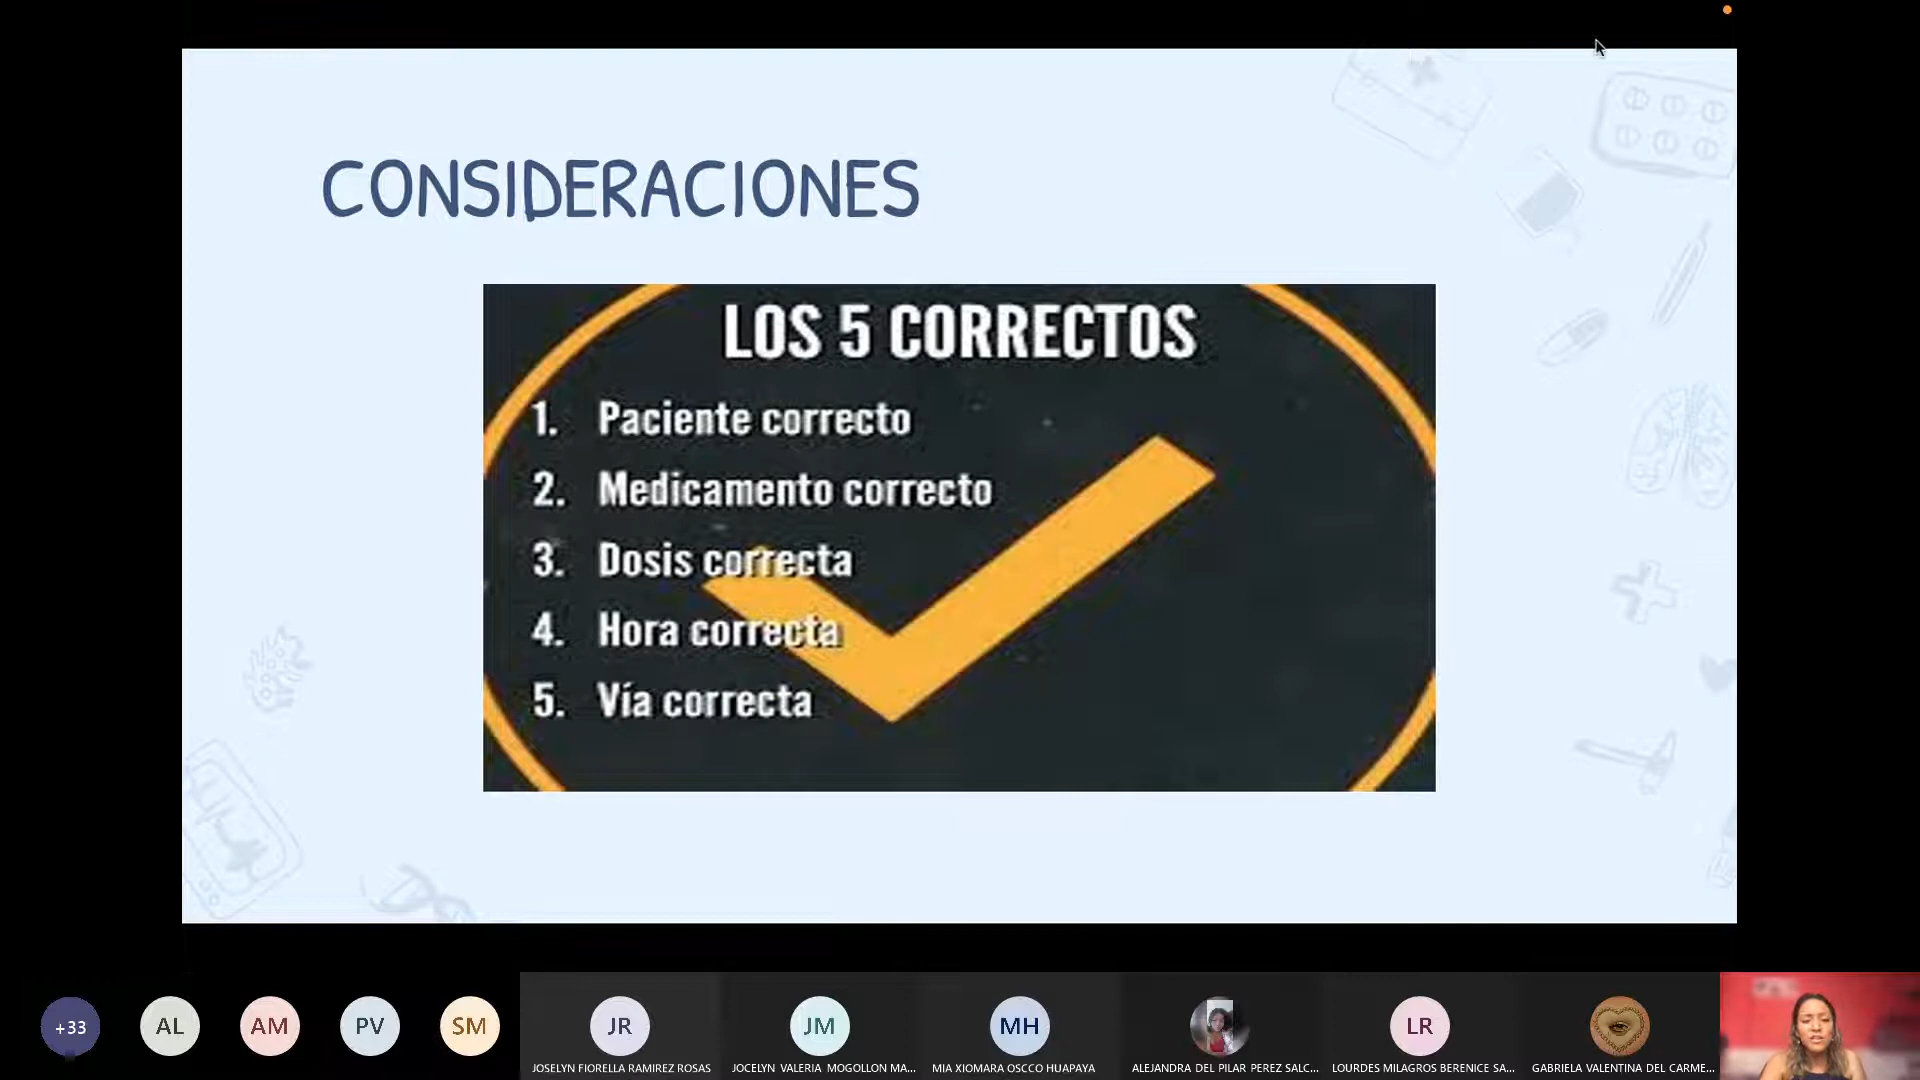 CONSIDERACIONES
LOS 5 CORRECTOS
1. Paciente correcto
2. Medicamento correcto
3. Dosis correcta
4. Hora correcta
5. Vía correcta
+33
AL
AM
PV
SM
JR
JM
MH
LR
JOSELYN FIORELLA RAMIREZ ROSAS
JOCELYN VALERIA MOGOLLON MA...
MIA XIOMARA OSCCO HUAPAYA
ALEJANDRA DEL PILAR PEREZ SALC...
LOURDES MILAGROS BERENICE SA...
GABRIELA VALENTINA DEL CARME...